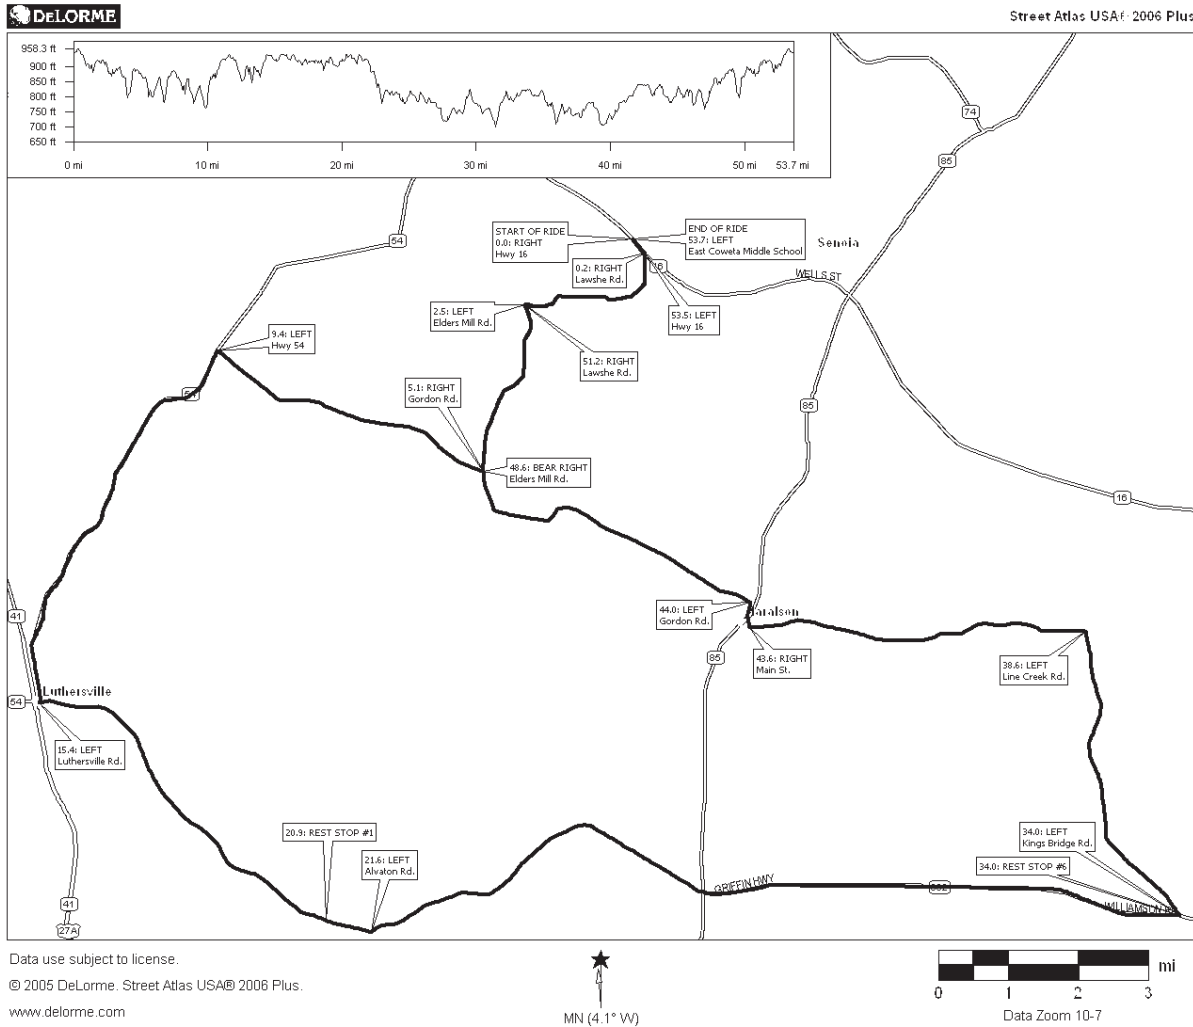 DELORME
Street Atlas USA® 2006 Plus
958.3 ft
900 ft
850 ft
800 ft
750 ft
700 ft
650 ft
0 mi
10 mi
20 mi
30 mi
40 mi
50 mi
53.7 mi
74
85
54
START OF RIDE
0.0: RIGHT
Hwy 16
END OF RIDE
53.7: LEFT
East Coweta Middle School
Senoia
0.2: RIGHT
Lawshe Rd.
16
WELLS ST
2.5: LEFT
Elders Mill Rd.
53.5: LEFT
Hwy 16
9.4: LEFT
Hwy 54
51.2: RIGHT
Lawshe Rd.
54
5.1: RIGHT
Gordon Rd.
85
48.6: BEAR RIGHT
Elders Mill Rd.
16
41
44.0: LEFT
Gordon Rd.
Haralson
85
43.6: RIGHT
Main St.
38.6: LEFT
Line Creek Rd.
Luthersville
54
15.4: LEFT
Luthersville Rd.
20.9: REST STOP #1
21.6: LEFT
Alvaton Rd.
34.0: LEFT
Kings Bridge Rd.
34.0: REST STOP #6
GRIFFIN HWY
WILLIAMSON
41
27A
Data use subject to license.
© 2005 DeLorme. Street Atlas USA® 2006 Plus.
www.delorme.com
MN (4.1° W)
mi
0 1 2 3
Data Zoom 10-7